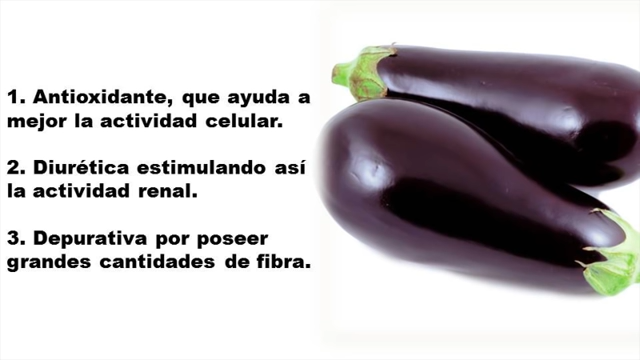 1. Antioxidante, que ayuda a
mejor la actividad celular.
2. Diurética estimulando así
la actividad renal.
3. Depurativa por poseer
grandes cantidades de fibra.